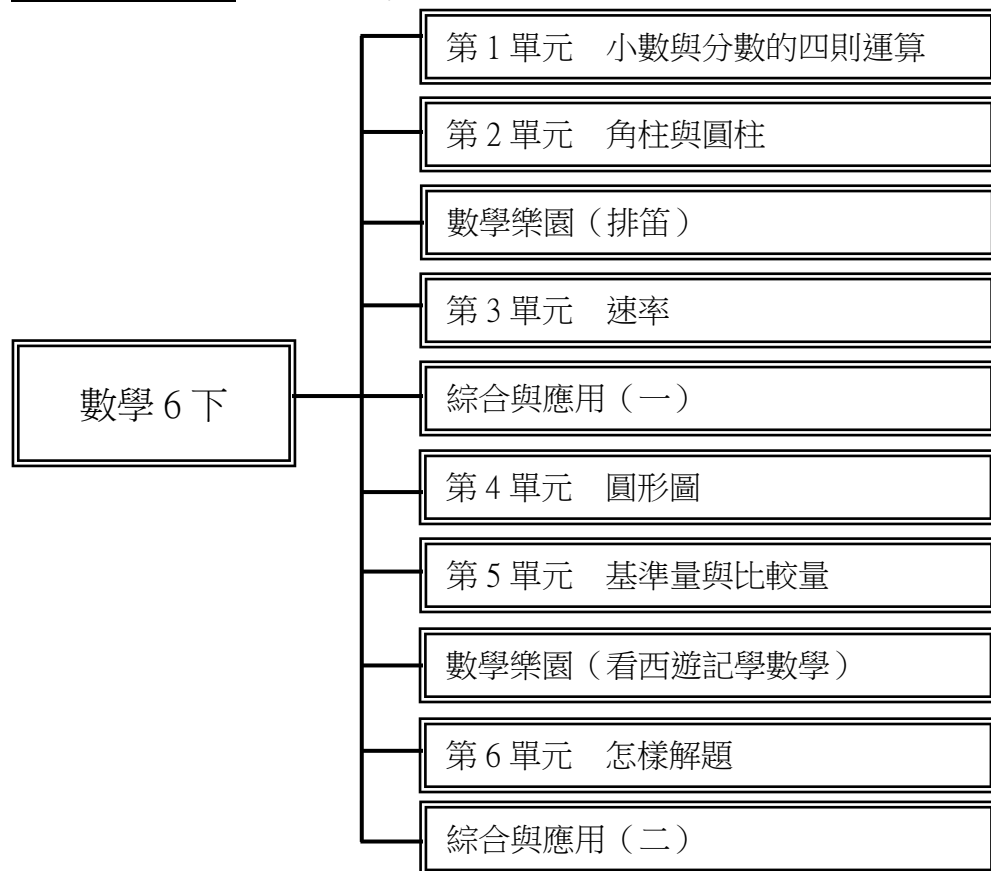 第 1 單元　小數與分數的四則運算
第 2 單元　角柱與圓柱
數學樂園（排笛）
第 3 單元　速率
數學 6 下
綜合與應用（一）
第 4 單元　圓形圖
第 5 單元　基準量與比較量
數學樂園（看西遊記學數學）
第 6 單元　怎樣解題
綜合與應用（二）